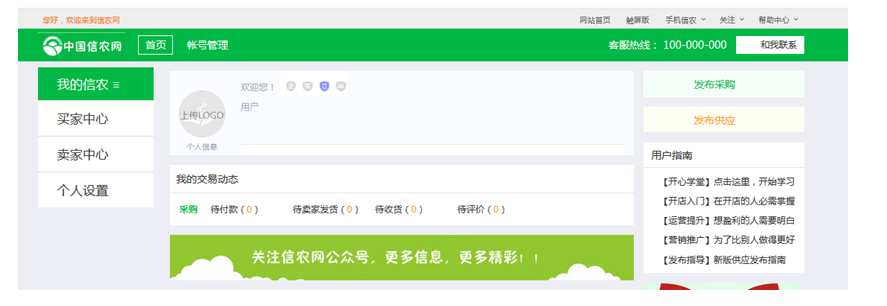 您好，欢迎来到信农网
网站首页 触屏版 手机信农 关注 帮助中心
中国信农网 首页 帐号管理 客服热线： 100-000-000 和我联系
我的信农 ≡
买家中心
卖家中心
个人设置
上传LOGO
个人信息
欢迎您！
用户
我的交易动态
采购 待付款（0） 待卖家发货（0） 待收货（0） 待评价（0）
关注信农网公众号，更多信息，更多精彩！！
发布采购
发布供应
用户指南
【开心学堂】点击这里，开始学习
【开店入门】在开店的人必需掌握
【运营提升】想盈利的人需要明白
【营销推广】为了比别人做得更好
【发布指导】新版供应发布指南